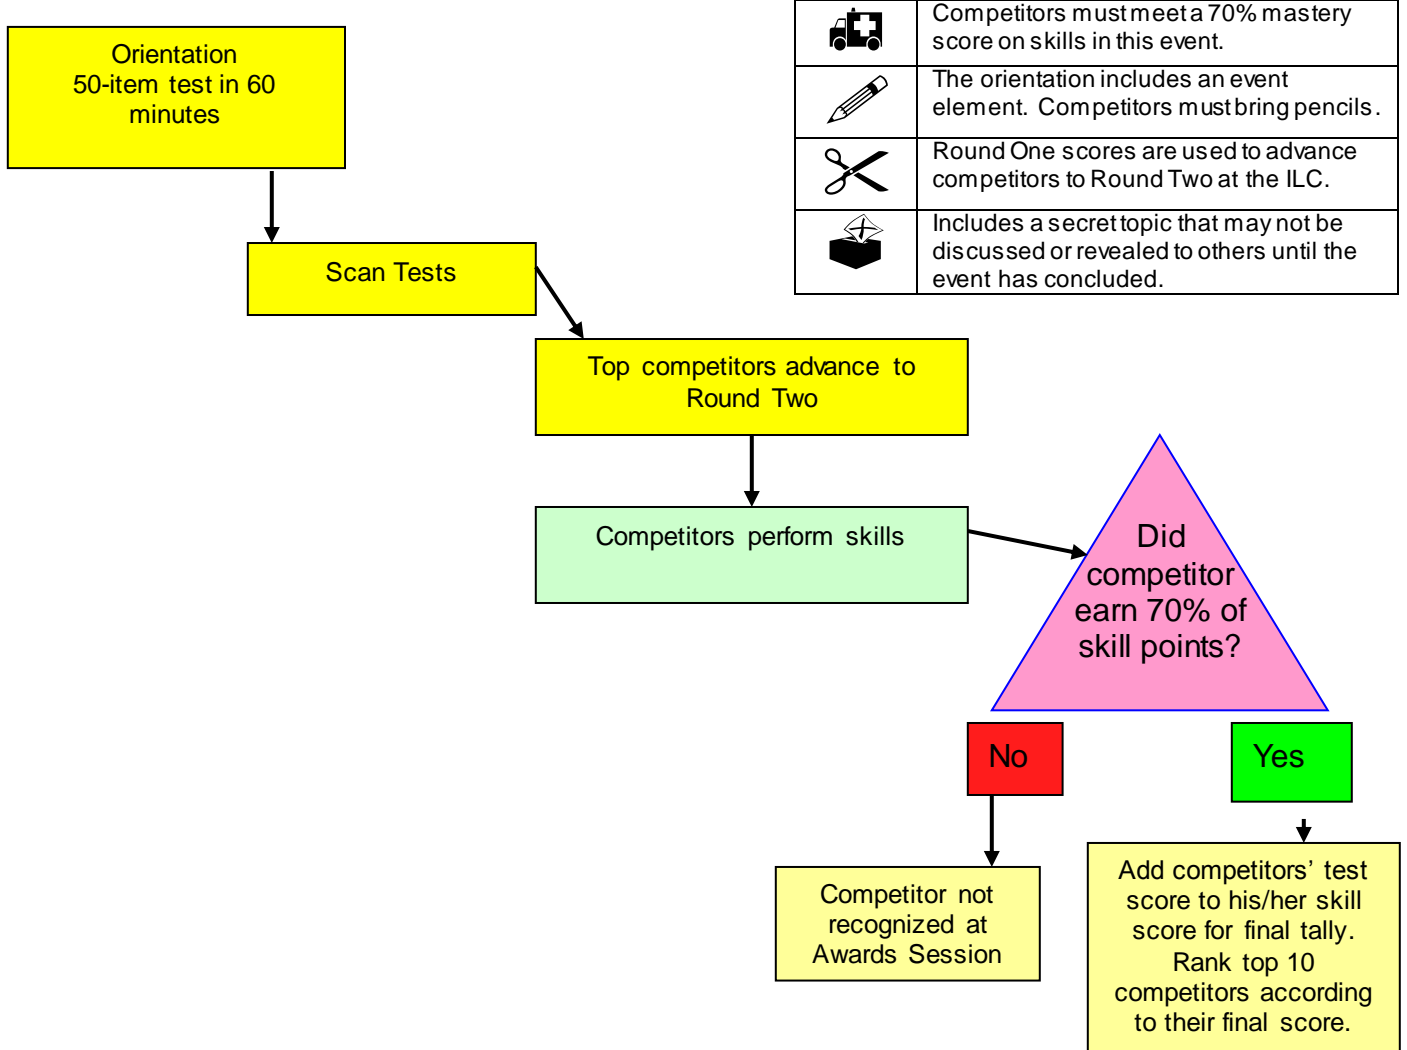 Orientation
50-item test in 60
minutes
Competitors must meet a 70% mastery
score on skills in this event.
The orientation includes an event
element. Competitors must bring pencils.
Round One scores are used to advance
competitors to Round Two at the ILC.
Includes a secret topic that may not be
discussed or revealed to others until the
event has concluded.
Scan Tests
Top competitors advance to
Round Two
Competitors perform skills
Did
competitor
earn 70% of
skill points?
No
Yes
Competitor not
recognized at
Awards Session
Add competitors’ test
score to his/her skill
score for final tally.
Rank top 10
competitors according
to their final score.